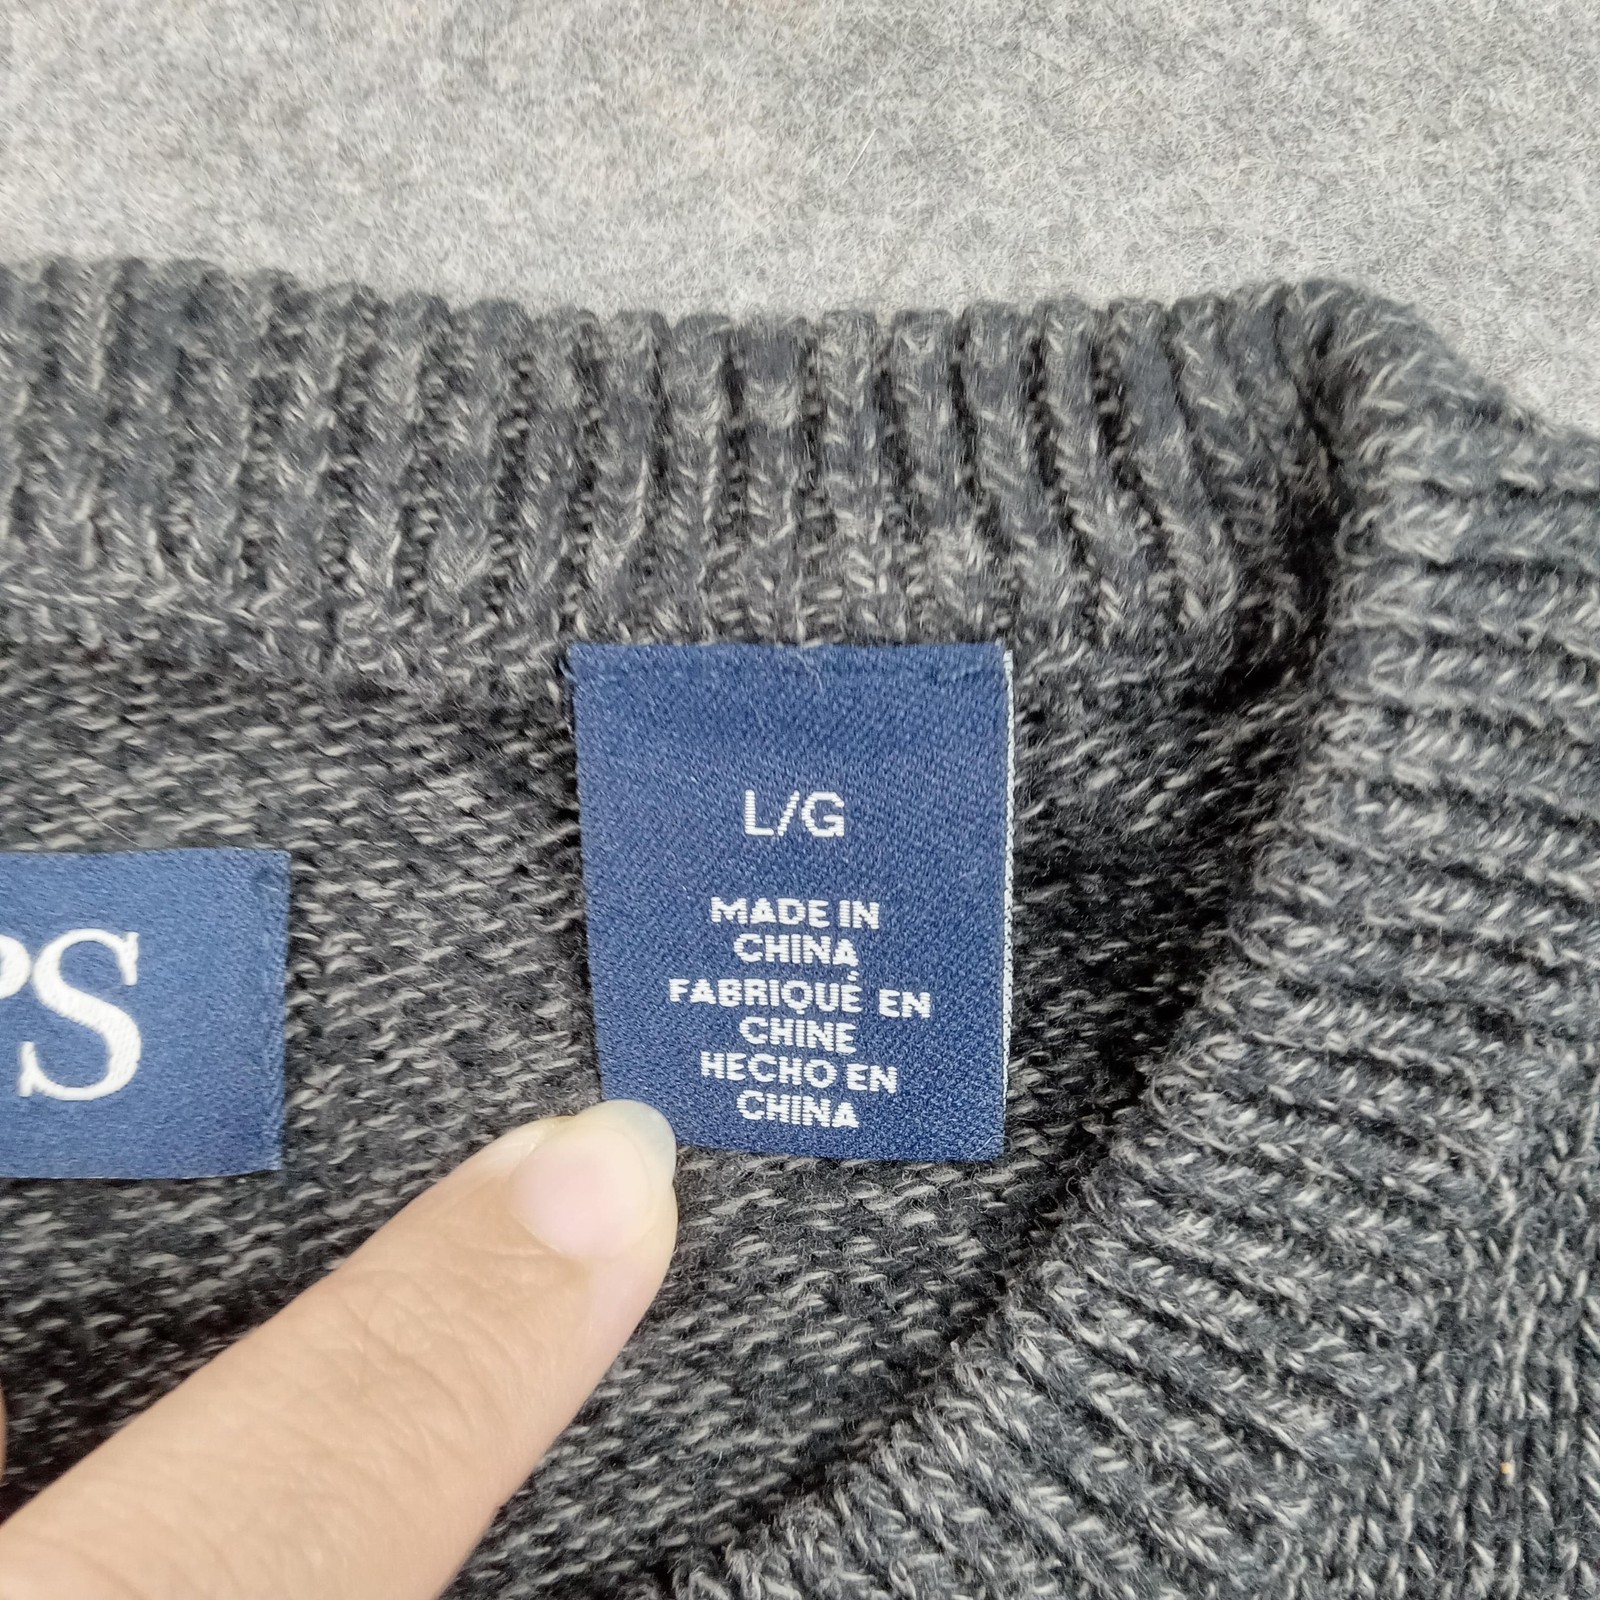 PS
L/G
MADE IN
CHINA
FABRIQUÉ EN
CHINE
HECHO EN
CHINA